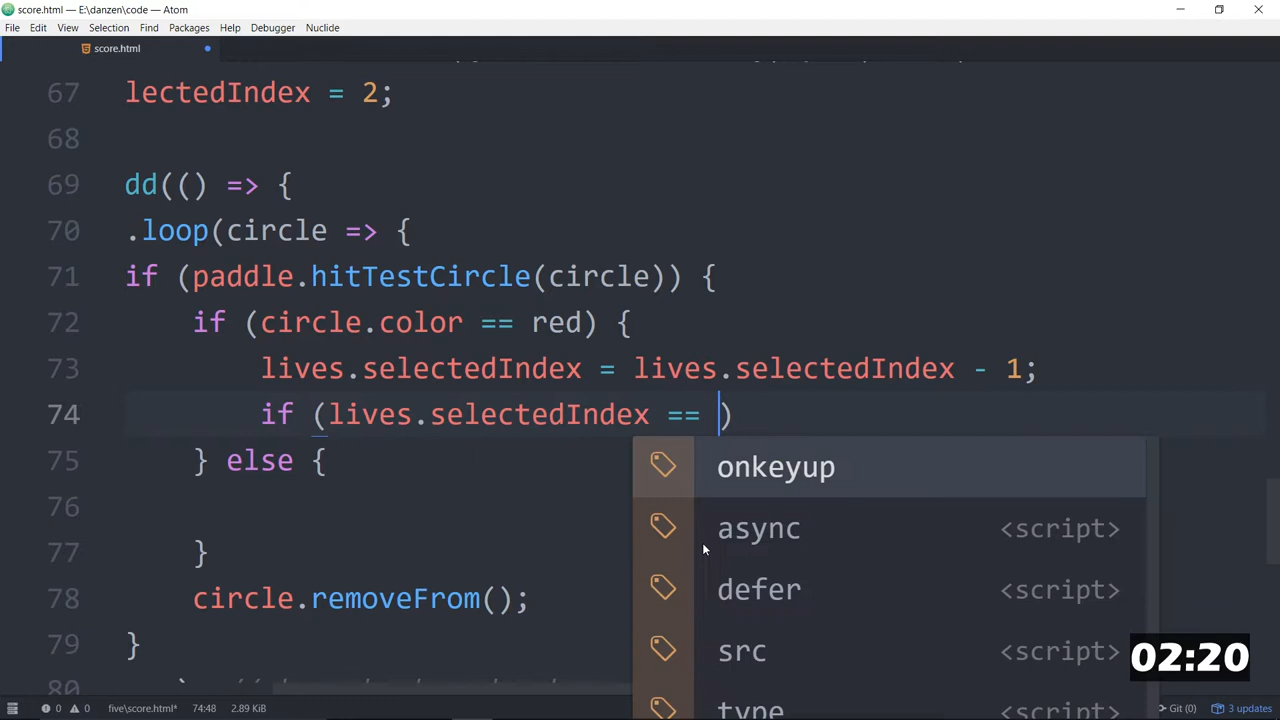 score.html — E:\danzen\code — Atom
File Edit View Selection Find Packages Help Debugger Nuclide
score.html
67 lectedIndex = 2;
68
69 dd(() => {
70 .loop(circle => {
71 if (paddle.hitTestCircle(circle)) {
72 if (circle.color == red) {
73 lives.selectedIndex = lives.selectedIndex - 1;
74 if (lives.selectedIndex == )
75 } else {
76
77 }
78 circle.removeFrom();
79 }
80
onkeyup
async <script>
defer <script>
src <script>
type <script>
02:20
0 0 five\score.html* 74:48 2.89 KiB Git (0) 3 updates